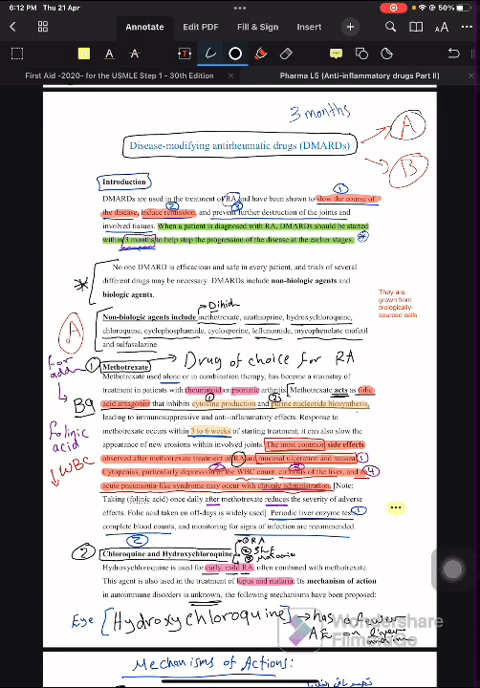 6:12 PM Thu 21 Apr
50%
Annotate Edit PDF Fill & Sign Insert
First Aid -2020- for the USMLE Step 1 - 30th Edition
Pharma L5 (Anti-inflammatory drugs Part II)
3 months
Disease-modifying antirheumatic drugs (DMARDs)
A
B
Introduction
DMARDs are used in the treatment of RA and have been shown to slow the course of
the disease, induce remission, and prevent further destruction of the joints and
involved tissues. When a patient is diagnosed with RA, DMARDs should be started
within 3 months to help stop the progression of the disease at the earlier stages.
No one DMARD is efficacious and safe in every patient, and trials of several
different drugs may be necessary. DMARDs include non-biologic agents and
biologic agents.
They are
grown from
biologically-
sourced cells
Non-biologic agents include methotrexate, azathioprine, hydroxychloroquine,
chloroquine, cyclophosphamide, cyclosporine, leflunomide, mycophenolate mofetil
and sulfasalazine.
A
1 Methotrexate → Drug of choice for RA
Methotrexate used alone or in combination therapy, has become a mainstay of
treatment in patients with rheumatoid or psoriatic arthritis. Methotrexate acts as folic
acid antagonist that inhibits cytokine production and purine nucleotide biosynthesis,
leading to immunosuppressive and anti-inflammatory effects. Response to
methotrexate occurs within 3 to 6 weeks of starting treatment; it can also slow the
appearance of new erosions within involved joints. The most common side effects
observed after methotrexate treatment of RA are mucosal ulceration and nausea
Cytopenias, particularly depression of the WBC count, cirrhosis of the liver, and an
acute pneumonia-like syndrome may occur with chronic administration. [Note:
Taking (folinic acid) once daily after methotrexate reduces the severity of adverse
effects. Folic acid taken on off-days is widely used]. Periodic liver enzyme tests,
complete blood counts, and monitoring for signs of infection are recommended.
For
add
B9
folinic
acid
↓ WBC
2 Chloroquine and Hydroxychloroquine
① RA
② SLE
③ Malaria
Hydroxychloroquine is used for early, mild RA, often combined with methotrexate.
This agent is also used in the treatment of lupus and malaria. Its mechanism of action
in autoimmune disorders is unknown, the following mechanisms have been proposed:
Eye [Hydroxychloroquine] → has a fewer
AE on liver
Wondershare
Mechanisms of Actions: